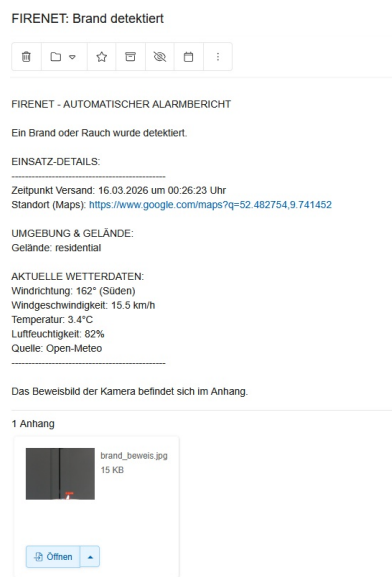 FIRENET: Brand detektiert
FIRENET - AUTOMATISCHER ALARMBERICHT
Ein Brand oder Rauch wurde detektiert.
EINSATZ-DETAILS:
------------------------------------------------
Zeitpunkt Versand: 16.03.2026 um 00:26:23 Uhr
Standort (Maps): https://www.google.com/maps?q=52.482754,9.741452
UMGEBUNG & GELÄNDE:
Gelände: residential
AKTUELLE WETTERDATEN:
Windrichtung: 162° (Süden)
Windgeschwindigkeit: 15.5 km/h
Temperatur: 3.4°C
Luftfeuchtigkeit: 82%
Quelle: Open-Meteo
------------------------------------------------
Das Beweisbild der Kamera befindet sich im Anhang.
1 Anhang
brand_beweis.jpg
15 KB
Öffnen